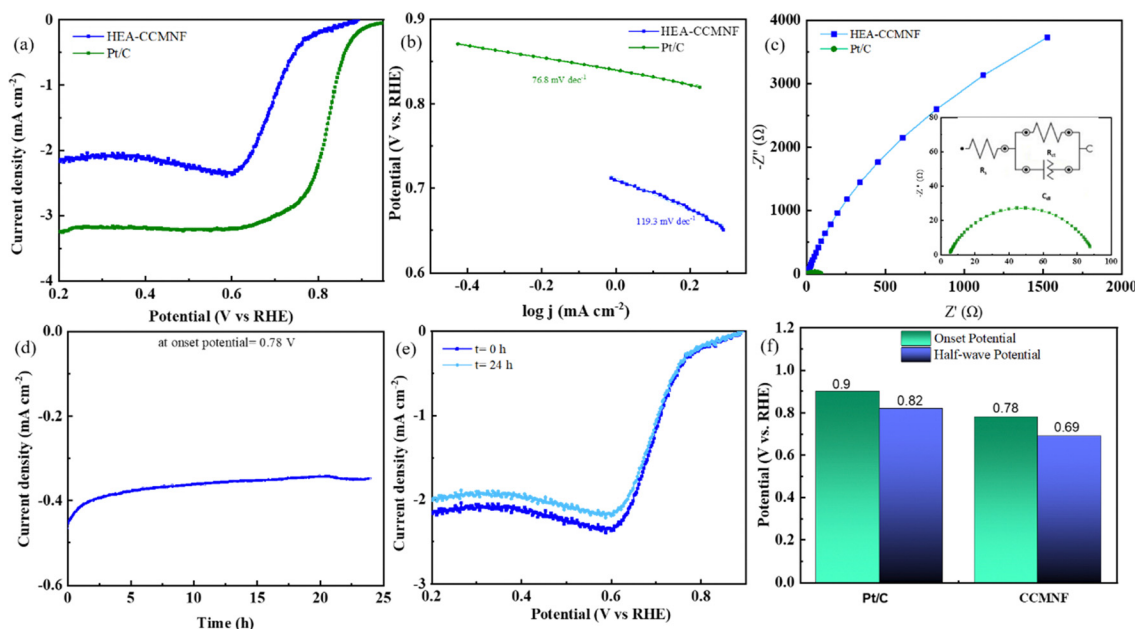 (a)
HEA-CCMNF
Pt/C
0
-1
-2
-3
-4
0.2
0.4
0.6
0.8
Current density (mA cm-2)
Potential (V vs RHE)
(b)
HEA-CCMNF
Pt/C
76.8 mV dec-1
119.3 mV dec-1
0.9
0.8
0.7
0.6
-0.4
-0.2
0.0
0.2
0.4
Potential (V vs. RHE)
log j (mA cm-2)
(c)
HEA-CCMNF
Pt/C
4000
3000
2000
1000
0
0
500
1000
1500
2000
-Z'' (Ω)
Z' (Ω)
80
60
40
20
0
0
20
40
60
80
100
-Z'' (Ω)
Rs
Rct
Cdl
(d)
at onset potential= 0.78 V
0.0
-0.2
-0.4
-0.6
0
5
10
15
20
25
Current density (mA cm-2)
Time (h)
(e)
t= 0 h
t= 24 h
0
-1
-2
-3
0.2
0.4
0.6
0.8
Current density (mA cm-2)
Potential (V vs RHE)
(f)
Onset Potential
Half-wave Potential
1.2
1.0
0.8
0.6
0.4
0.2
0.0
0.9
0.82
0.78
0.69
Pt/C
CCMNF
Potential (V vs. RHE)